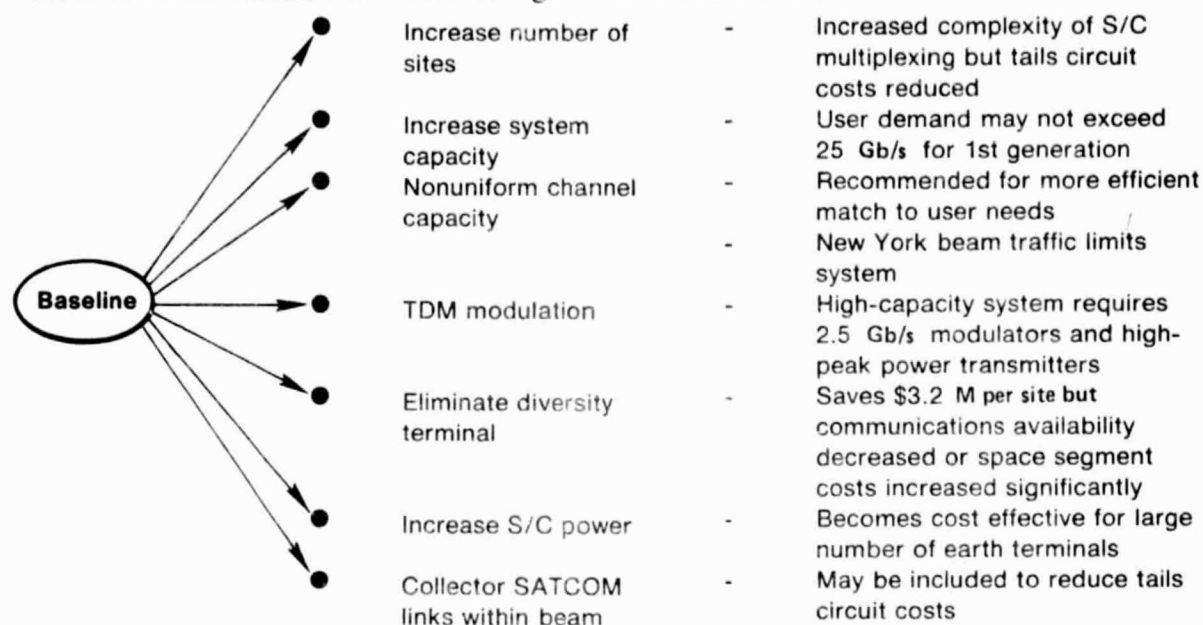 Increase number of
sites
-
Increased complexity of S/C
multiplexing but tails circuit
costs reduced
Increase system
capacity
-
User demand may not exceed
25 Gb/s for 1st generation
Nonuniform channel
capacity
-
Recommended for more efficient
match to user needs
-
New York beam traffic limits
system
Baseline
TDM modulation
-
High-capacity system requires
2.5 Gb/s modulators and high-
peak power transmitters
Eliminate diversity
terminal
-
Saves $3.2 M per site but
communications availability
decreased or space segment
costs increased significantly
Increase S/C power
-
Becomes cost effective for large
number of earth terminals
Collector SATCOM
links within beam
-
May be included to reduce tails
circuit costs